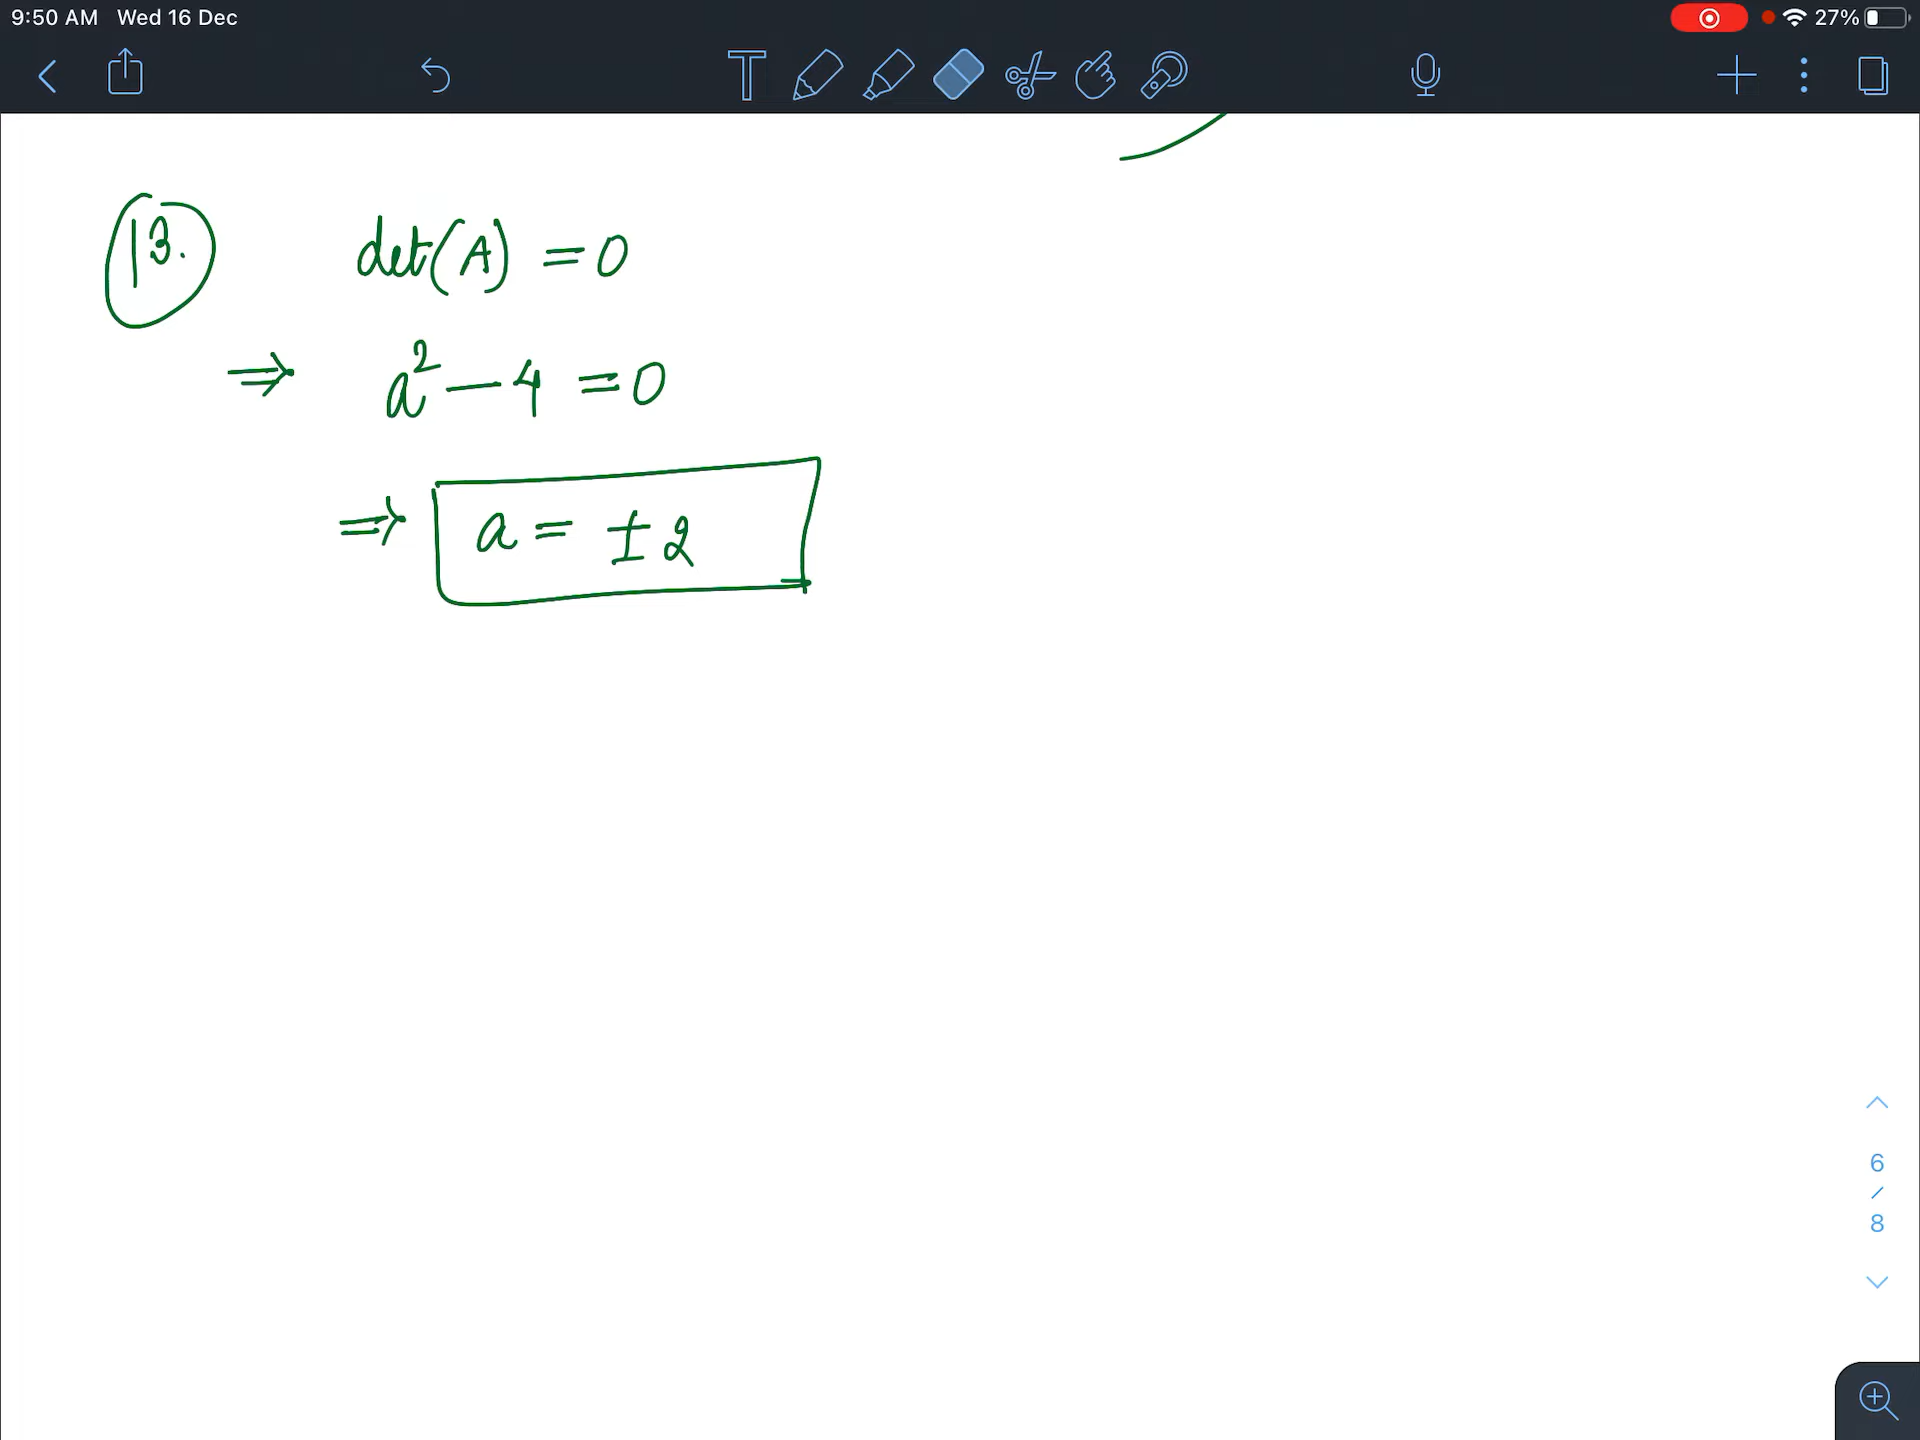 9:50 AM Wed 16 Dec
27%
T
13. det(A) = 0
⇒ a² − 4 = 0
⇒ a = ± 2
6
/
8